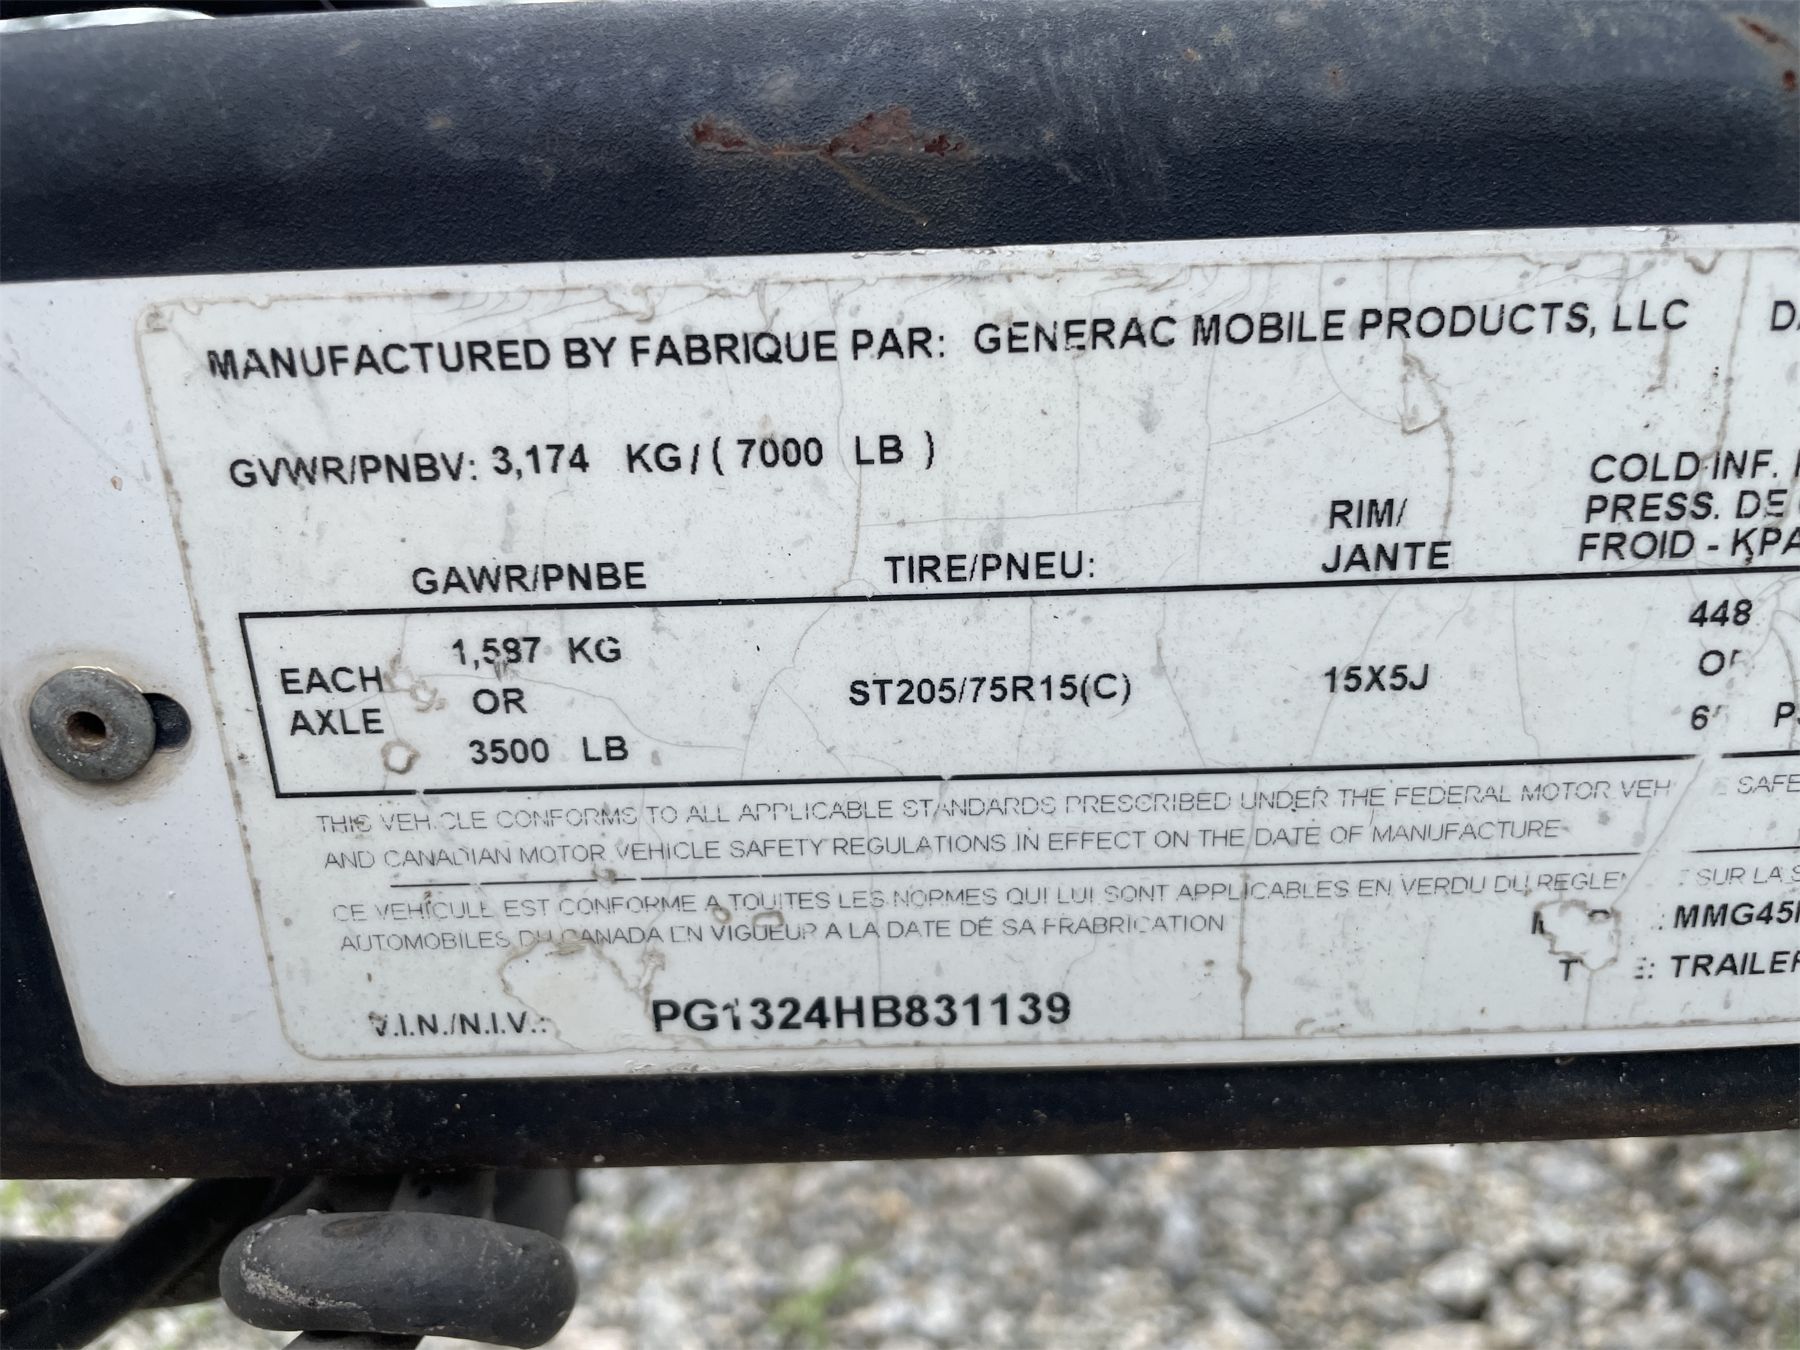 MANUFACTURED BY FABRIQUE PAR: GENERAC MOBILE PRODUCTS, LLC
GVWR/PNBV: 3,174 KG / ( 7000 LB )
COLD INF.
PRESS. DE
FROID - KPA
RIM/
JANTE
GAWR/PNBE TIRE/PNEU:
EACH
AXLE
1,587 KG
OR
3500 LB
ST205/75R15(C)
15X5J
448
OR
THIS VEHICLE CONFORMS TO ALL APPLICABLE STANDARDS PRESCRIBED UNDER THE FEDERAL MOTOR
AND CANADIAN MOTOR VEHICLE SAFETY REGULATIONS IN EFFECT ON THE DATE OF MANUFACTURE
CE VEHICULE EST CONFORME A TOUITES LES NORMES QUI LUI SONT APPLICABLES EN VERDU DU SUR LA
AUTOMOBILES DU CANADA EN VIGUEUR A LA DATE DE SA FRABRICATION
: MMG45
: TRAILER
V.I.N./N.I.V.: PG1324HB831139